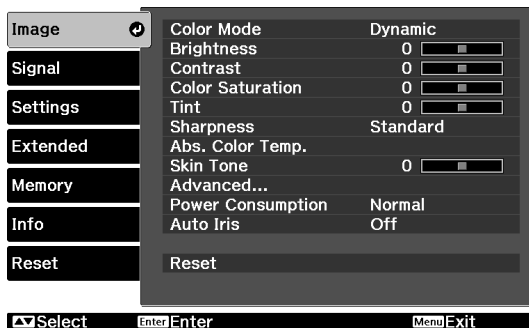 Image
Signal
Settings
Extended
Memory
Info
Reset
Color Mode Dynamic
Brightness 0
Contrast 0
Color Saturation 0
Tint 0
Sharpness Standard
Abs. Color Temp.
Skin Tone 0
Advanced...
Power Consumption Normal
Auto Iris Off
Reset
Select Enter Enter Menu Exit